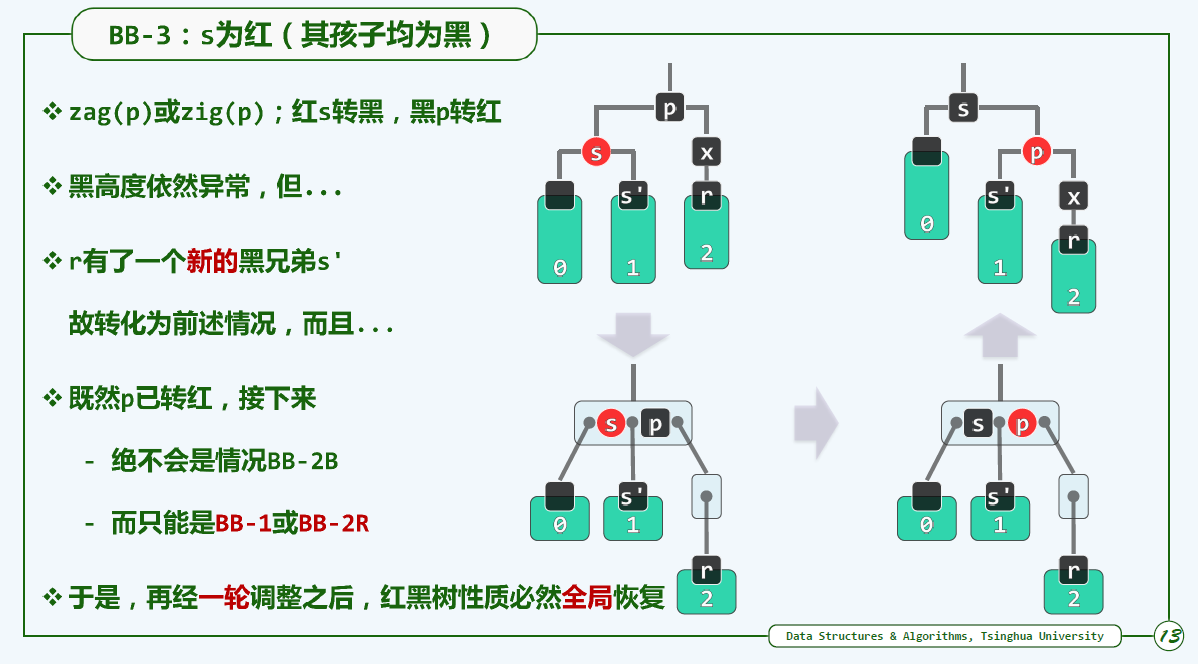 BB-3：s为红（其孩子均为黑）
❖ zag(p)或zig(p)；红s转黑，黑p转红
❖ 黑高度依然异常，但...
❖ r有了一个新的黑兄弟s'
故转化为前述情况，而且...
❖ 既然p已转红，接下来
- 绝不会是情况BB-2B
- 而只能是BB-1或BB-2R
❖ 于是，再经一轮调整之后，红黑树性质必然全局恢复
p
s
x
s'
r
0
1
2
s
p
s'
x
r
0
1
2
s
p
s'
0
1
r
2
s
p
s'
0
1
r
2
Data Structures & Algorithms, Tsinghua University
13